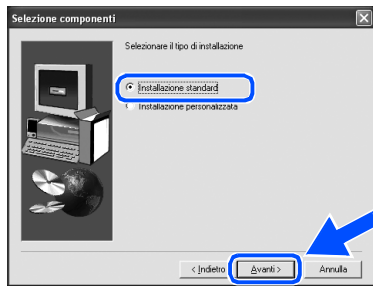 Selezione componenti
Selezionare il tipo di installazione
Installazione standard
Installazione personalizzata
< Indietro
Avanti >
Annulla